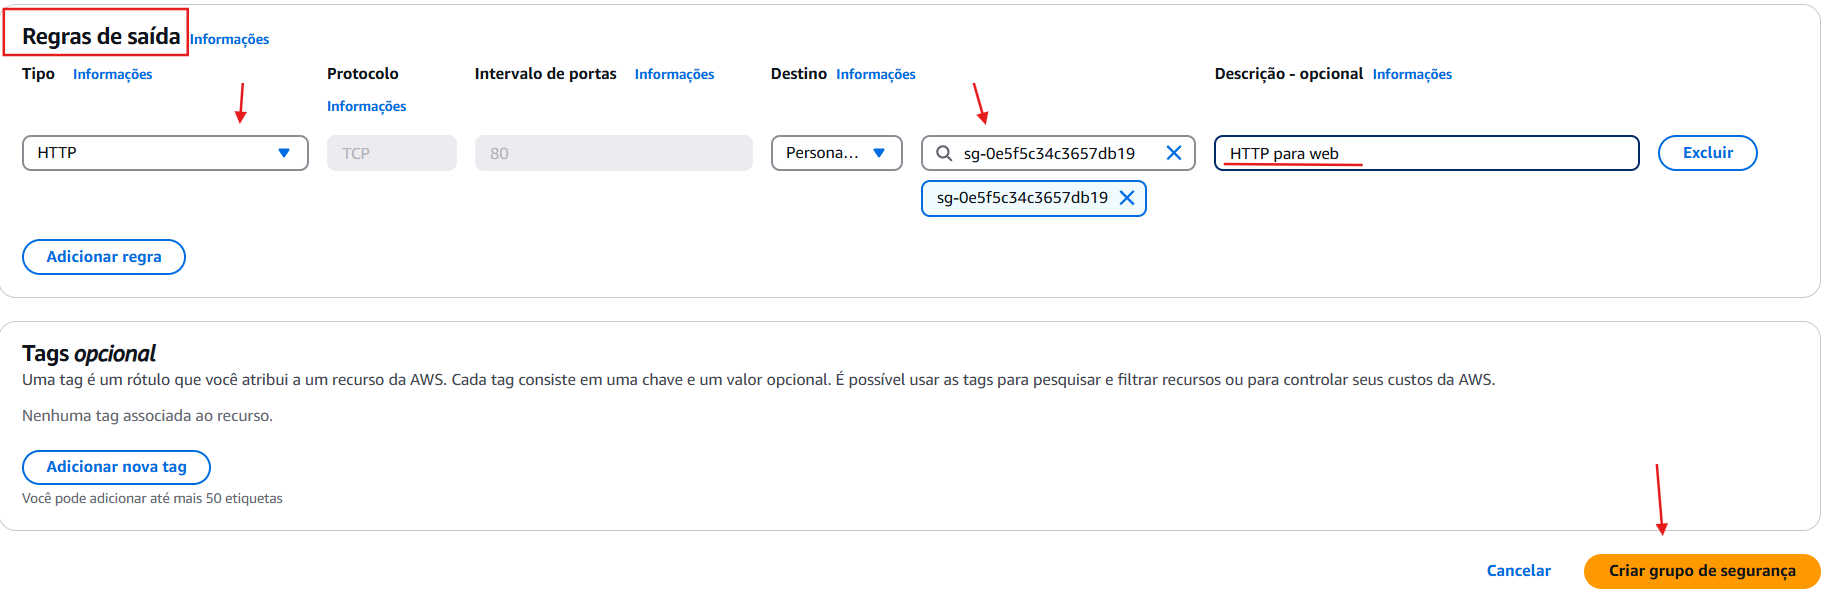 Regras de saída Informações
Tipo Informações Protocolo Intervalo de portas Informações Destino Informações Descrição - opcional Informações
Informações
HTTP TCP 80 Persona... sg-0e5f5c34c3657db19 HTTP para web Excluir
sg-0e5f5c34c3657db19
Adicionar regra
Tags opcional
Uma tag é um rótulo que você atribui a um recurso da AWS. Cada tag consiste em uma chave e um valor opcional. É possível usar as tags para pesquisar e filtrar recursos ou para controlar seus custos da AWS.
Nenhuma tag associada ao recurso.
Adicionar nova tag
Você pode adicionar até mais 50 etiquetas
Cancelar Criar grupo de segurança